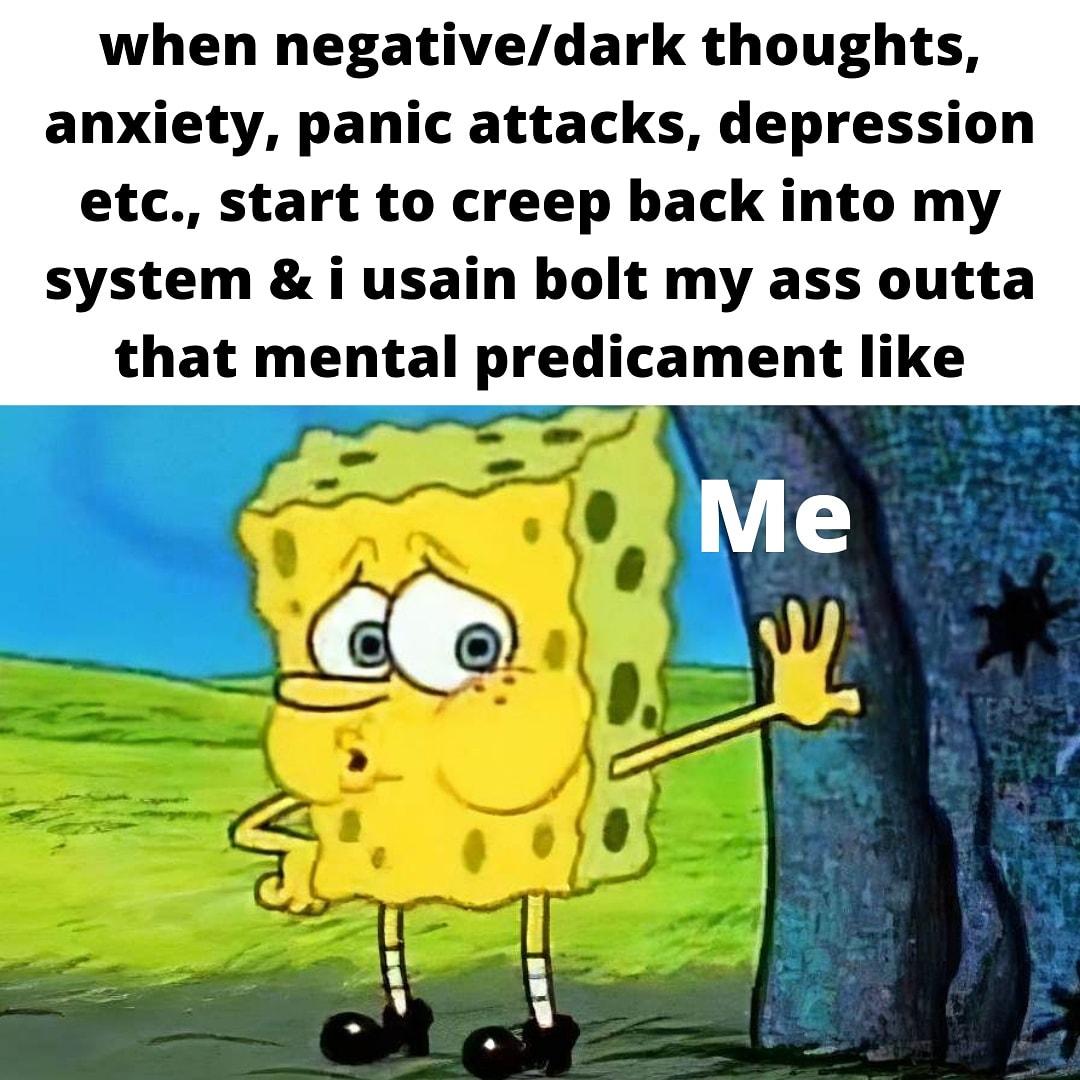 when negative/dark thoughts,
anxiety, panic attacks, depression
etc., start to creep back into my
system & i usain bolt my ass outta
that mental predicament like
Me